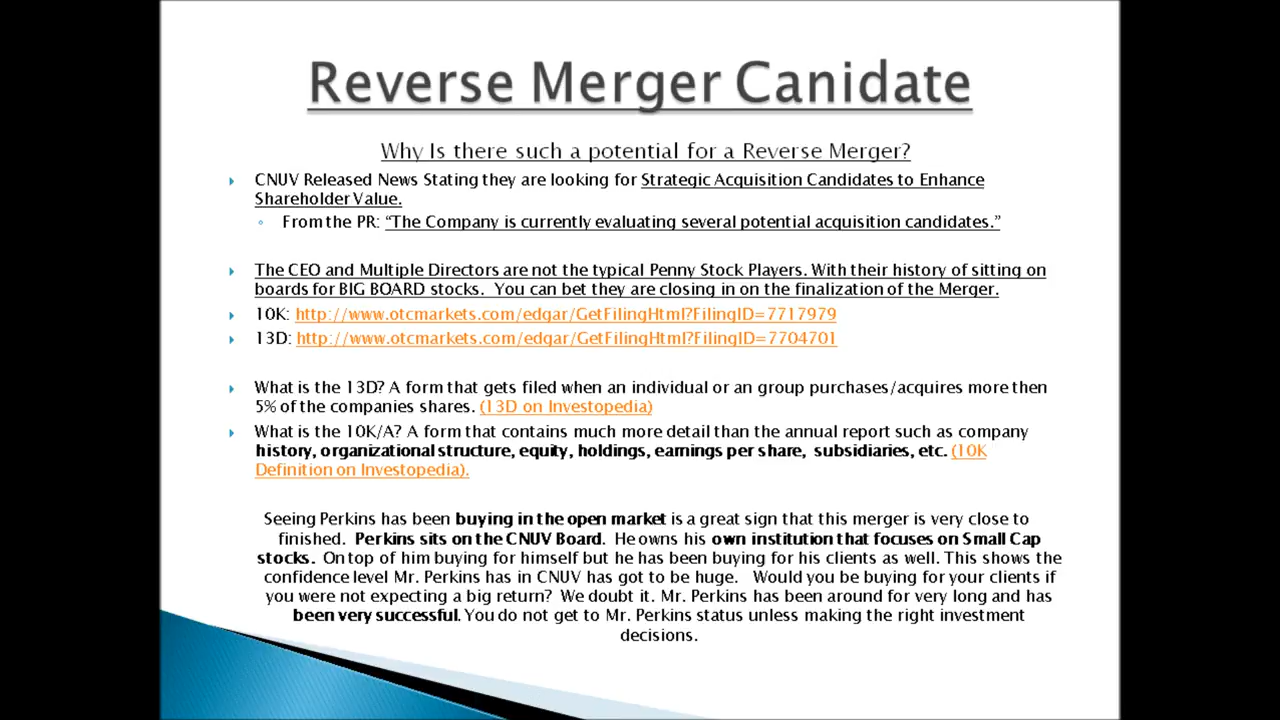 Reverse Merger Canidate
Why Is there such a potential for a Reverse Merger?
CNUV Released News Stating they are looking for Strategic Acquisition Candidates to Enhance
Shareholder Value.
From the PR: “The Company is currently evaluating several potential acquisition candidates.”
The CEO and Multiple Directors are not the typical Penny Stock Players. With their history of sitting on
boards for BIG BOARD stocks. You can bet they are closing in on the finalization of the Merger.
10K: http://www.otcmarkets.com/edgar/GetFilingHtml?FilingID=7717979
13D: http://www.otcmarkets.com/edgar/GetFilingHtml?FilingID=7704701
What is the 13D? A form that gets filed when an individual or an group purchases/acquires more then
5% of the companies shares. (13D on Investopedia)
What is the 10K/A? A form that contains much more detail than the annual report such as company
history, organizational structure, equity, holdings, earnings per share, subsidiaries, etc. (10K
Definition on Investopedia).
Seeing Perkins has been buying in the open market is a great sign that this merger is very close to
finished. Perkins sits on the CNUV Board. He owns his own institution that focuses on Small Cap
stocks. On top of him buying for himself but he has been buying for his clients as well. This shows the
confidence level Mr. Perkins has in CNUV has got to be huge. Would you be buying for your clients if
you were not expecting a big return? We doubt it. Mr. Perkins has been around for very long and has
been very successful. You do not get to Mr. Perkins status unless making the right investment
decisions.